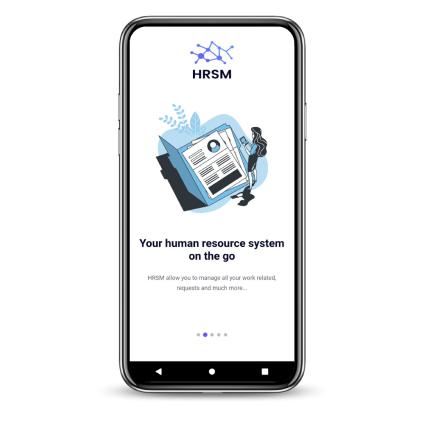 HRSM
Your human resource system
on the go
HRSM allow you to manage all your work related,
requests and much more...